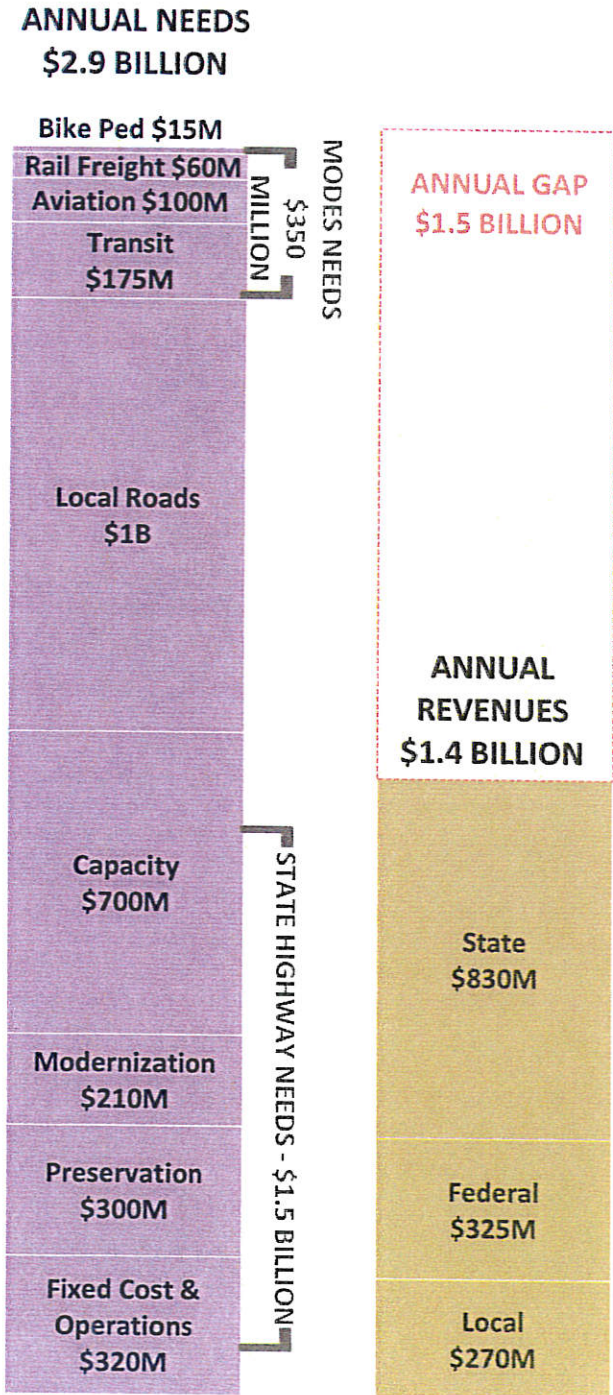 ANNUAL NEEDS
$2.9 BILLION
Bike Ped $15M
Rail Freight $60M
Aviation $100M
Transit
$175M
$350
MILLION
MODES NEEDS
Local Roads
$1B
Capacity
$700M
Modernization
$210M
Preservation
$300M
Fixed Cost &
Operations
$320M
STATE HIGHWAY NEEDS - $1.5 BILLION
ANNUAL GAP
$1.5 BILLION
ANNUAL
REVENUES
$1.4 BILLION
State
$830M
Federal
$325M
Local
$270M